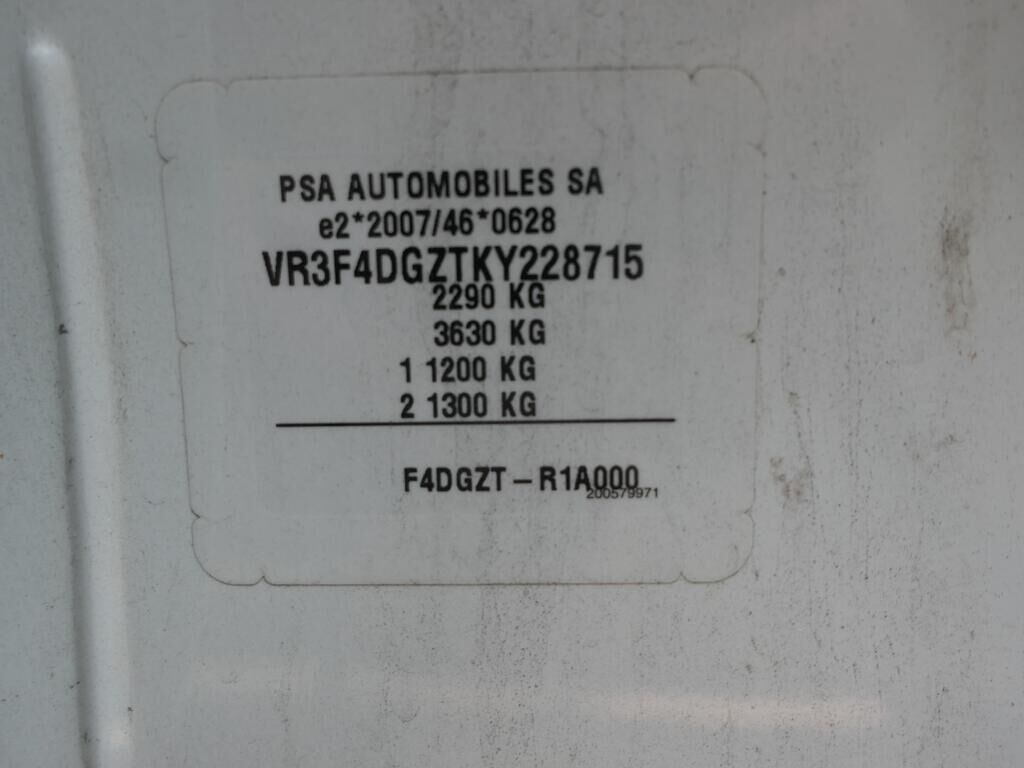 PSA AUTOMOBILES SA
e2*2007/46*0628
VR3F4DGZTKY228715
2290 KG
3630 KG
1 1200 KG
2 1300 KG
F4DGZT – R1A000
200579971